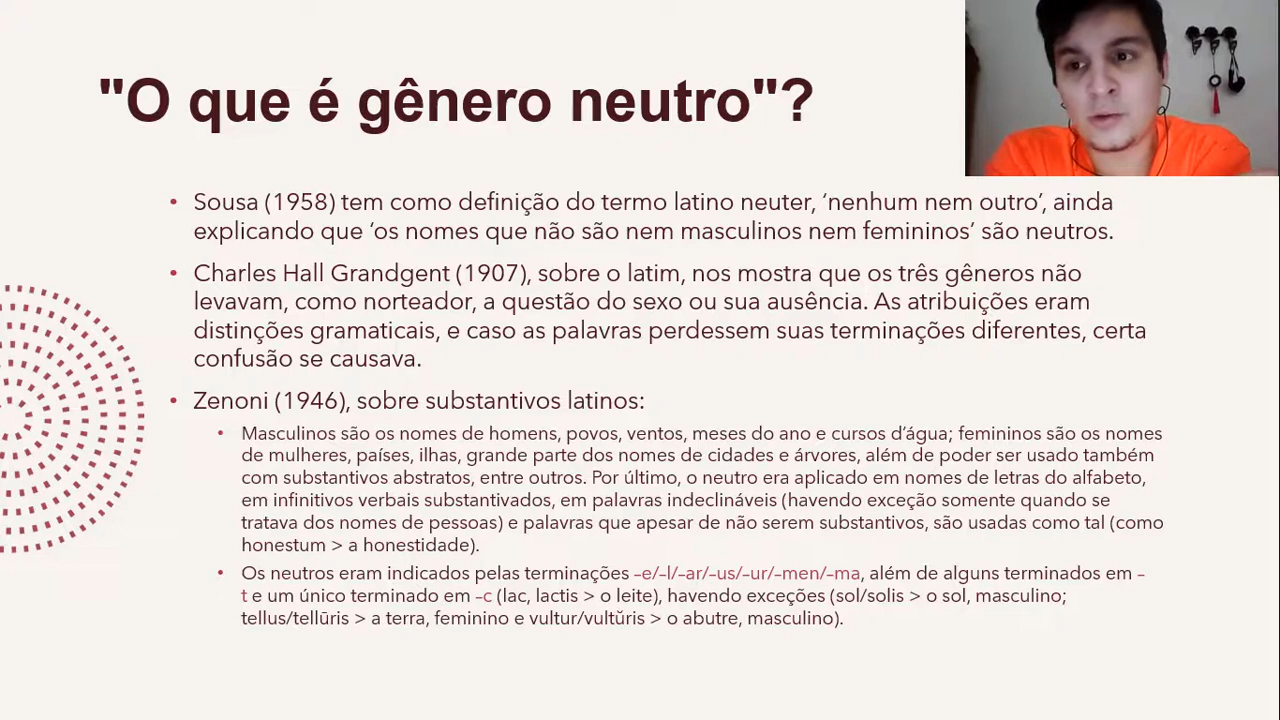 "O que é gênero neutro"?
• Sousa (1958) tem como definição do termo latino neuter, ‘nenhum nem outro’, ainda
explicando que ‘os nomes que não são nem masculinos nem femininos’ são neutros.
• Charles Hall Grandgent (1907), sobre o latim, nos mostra que os três gêneros não
levavam, como norteador, a questão do sexo ou sua ausência. As atribuições eram
distinções gramaticais, e caso as palavras perdessem suas terminações diferentes, certa
confusão se causava.
• Zenoni (1946), sobre substantivos latinos:
• Masculinos são os nomes de homens, povos, ventos, meses do ano e cursos d’água; femininos são os nomes
de mulheres, países, ilhas, grande parte dos nomes de cidades e árvores, além de poder ser usado também
com substantivos abstratos, entre outros. Por último, o neutro era aplicado em nomes de letras do alfabeto,
em infinitivos verbais substantivados, em palavras indeclináveis (havendo exceção somente quando se
tratava dos nomes de pessoas) e palavras que apesar de não serem substantivos, são usadas como tal (como
honestum > a honestidade).
• Os neutros eram indicados pelas terminações –e/–l/–ar/–us/–ur/–men/–ma, além de alguns terminados em –
t e um único terminado em –c (lac, lactis > o leite), havendo exceções (sol/solis > o sol, masculino;
tellus/tellūris > a terra, feminino e vultur/vultŭris > o abutre, masculino).